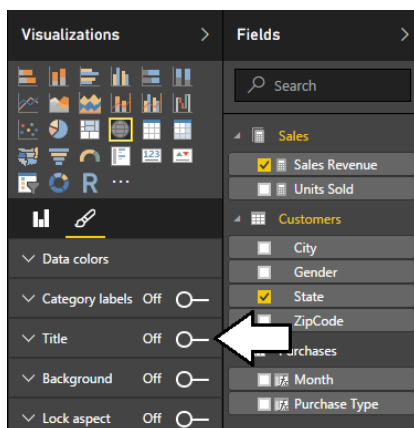 Visualizations
R
123
Data colors
Category labels Off
Title Off
Background Off
Lock aspect Off
Fields
Search
Sales
Sales Revenue
Units Sold
Customers
City
Gender
State
ZipCode
Month
Purchase Type